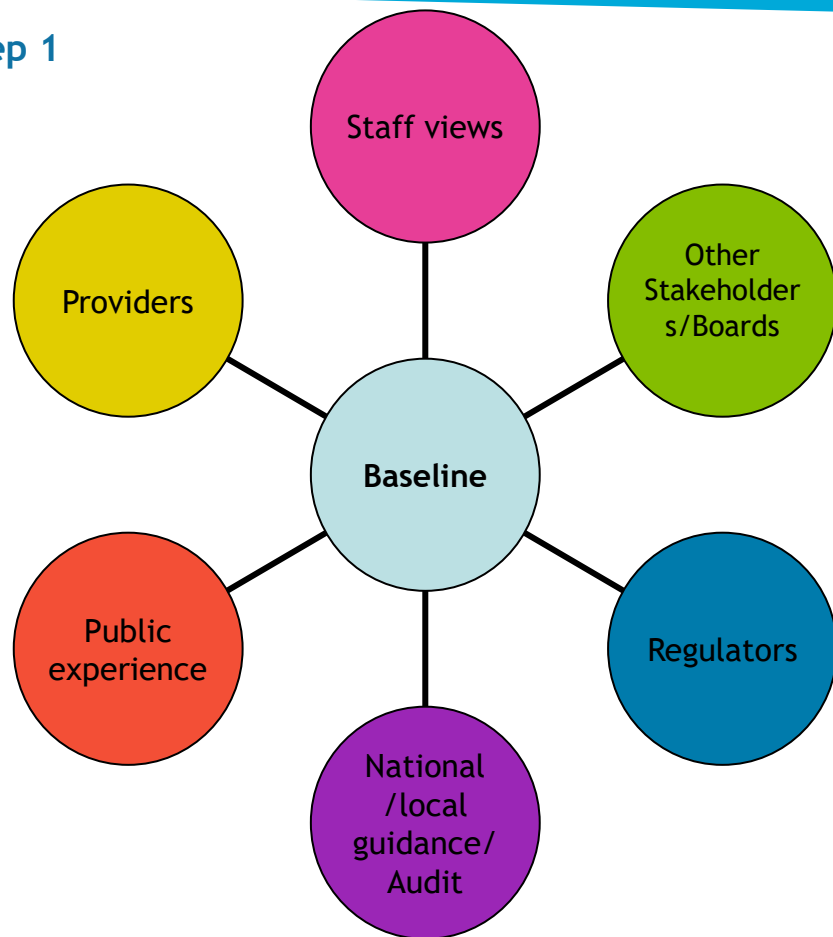 ep 1
Staff views
Other
Stakeholder
s/Boards
Providers
Baseline
Public
experience
Regulators
National
/local
guidance/
Audit